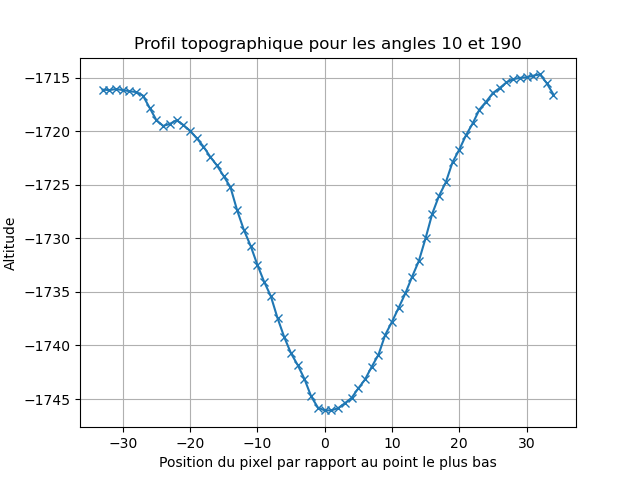 Profil topographique pour les angles 10 et 190
Altitude
−1715
−1720
−1725
−1730
−1735
−1740
−1745
−30 −20 −10 0 10 20 30
Position du pixel par rapport au point le plus bas